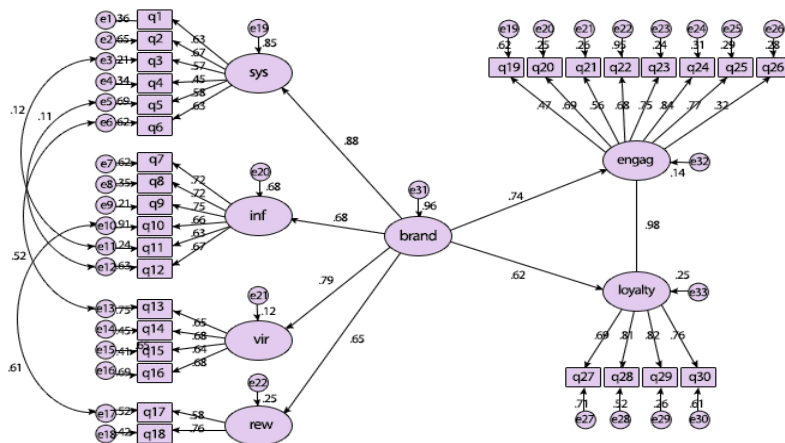 e1 .36 q1
e2 .65 q2
e3 .21 q3
e4 .34 q4
e5 .69 q5
e6 .62 q6
.63
.67
.57
.45
.58
.63
e19
.85
sys
.12
.11
.52
.61
e7 .62 q7
e8 .35 q8
e9 .21 q9
e10 .91 q10
e11 .24 q11
e12 .63 q12
.72
.72
.75
.66
.63
.67
e20
.68
inf
e13 .75 q13
e14 .45 q14
e15 .41 .65 q15
e16 .69 q16
.65
.68
.64
.68
e21
.12
vir
e17 .52 q17
e18 .42 q18
.58
.76
e22
.25
rew
.88
.68
.79
.65
e31
.96
brand
.74
.62
e19 e20 e21 e22 e23 e24 e25 e26
.62 .25 .26 .95 .24 .31 .29 .28
q19 q20 q21 q22 q23 q24 q25 q26
.47 .69 .56 .68 .75 .84 .77 .32
engag
e32
.14
.98
loyalty
.25
e33
.69 .81 .82 .76
q27 q28 q29 q30
.71 .52 .26 .61
e27 e28 e29 e30